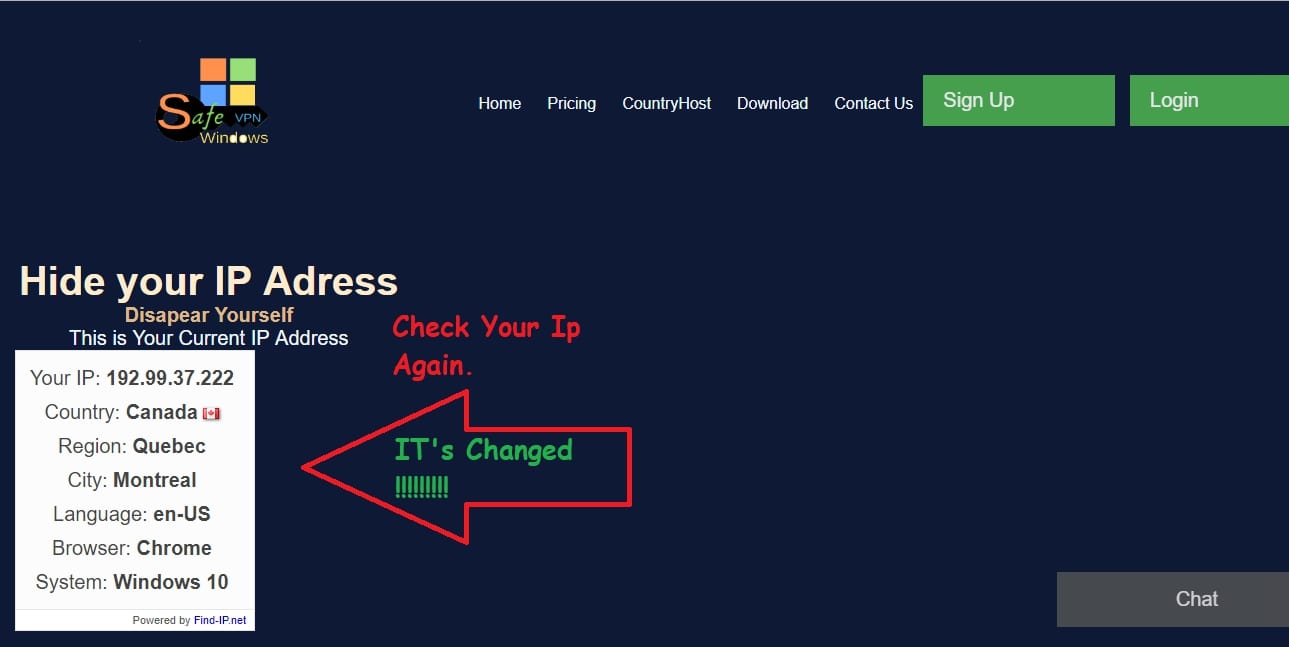 Safe VPN
Windows
Home Pricing CountryHost Download Contact Us Sign Up Login
Hide your IP Adress
Disapear Yourself
This is Your Current IP Address
Your IP: 192.99.37.222
Country: Canada
Region: Quebec
City: Montreal
Language: en-US
Browser: Chrome
System: Windows 10
Powered by Find-IP.net
Check Your Ip
Again.
IT's Changed
!!!!!!!!!
Chat